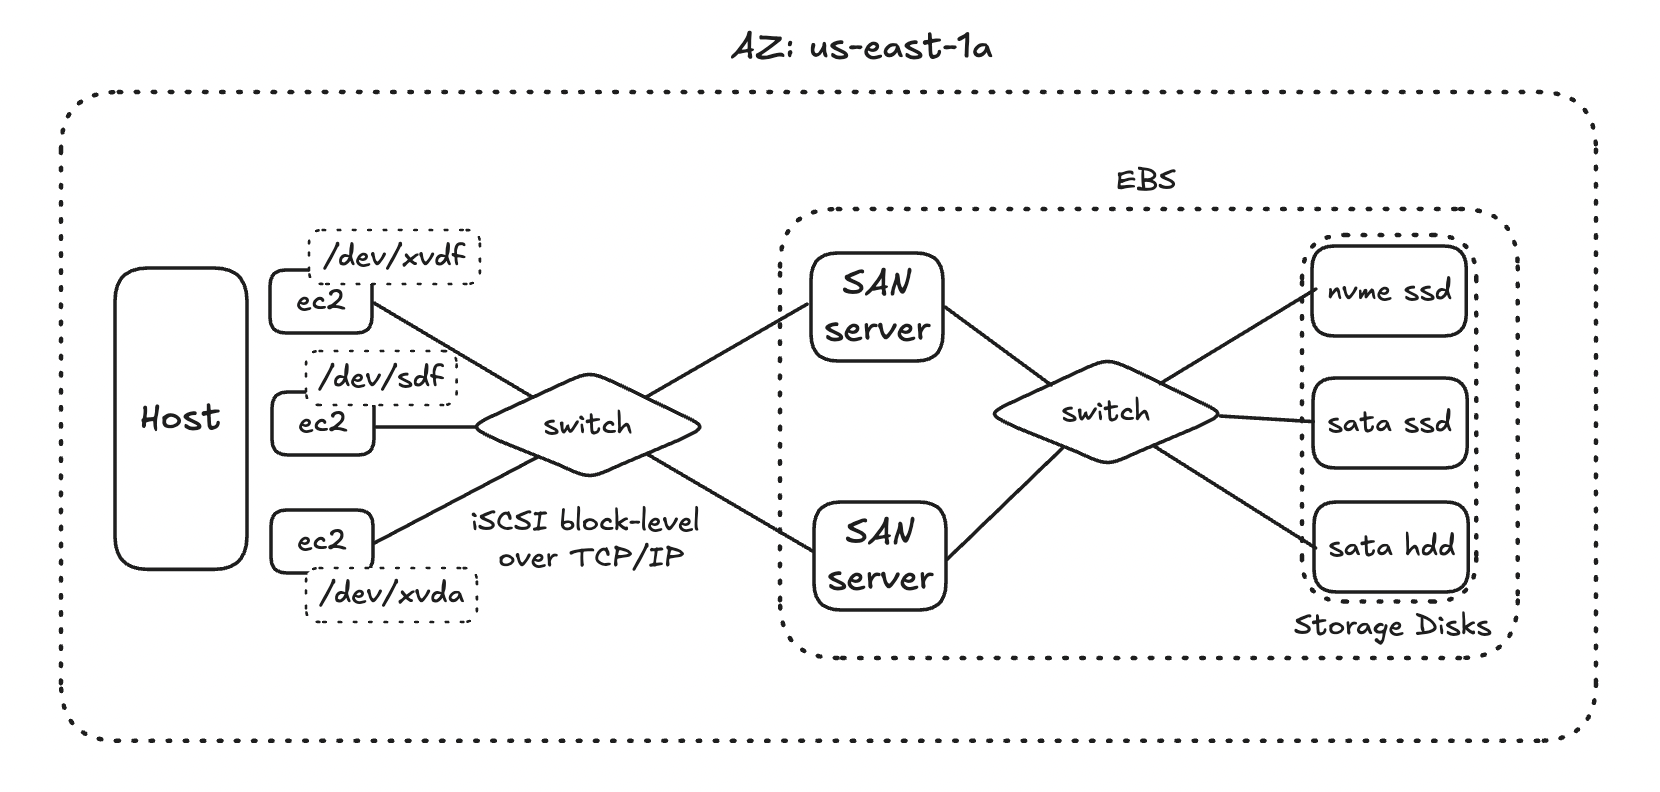 AZ: us-east-1a
EBS
/dev/xvdf
ec2
/dev/sdf
ec2
ec2
/dev/xvda
Host
switch
iSCSI block-level
over TCP/IP
SAN
server
SAN
server
switch
nvme ssd
sata ssd
sata hdd
Storage Disks